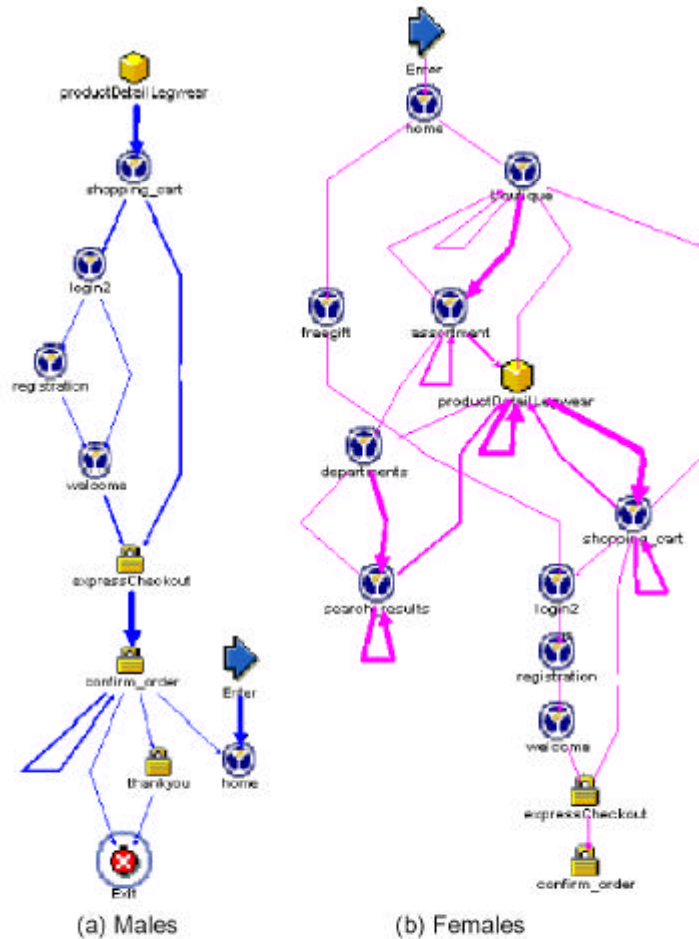 productDetailLegwear
shopping_cart
login2
registration
welcome
expressCheckout
confirm_order
Enter
thankyou
home
Exit
(a) Males
Enter
home
boutique
freegift
assortment
productDetailLegwear
departments
shopping_cart
search_results
login2
registration
welcome
expressCheckout
confirm_order
(b) Females